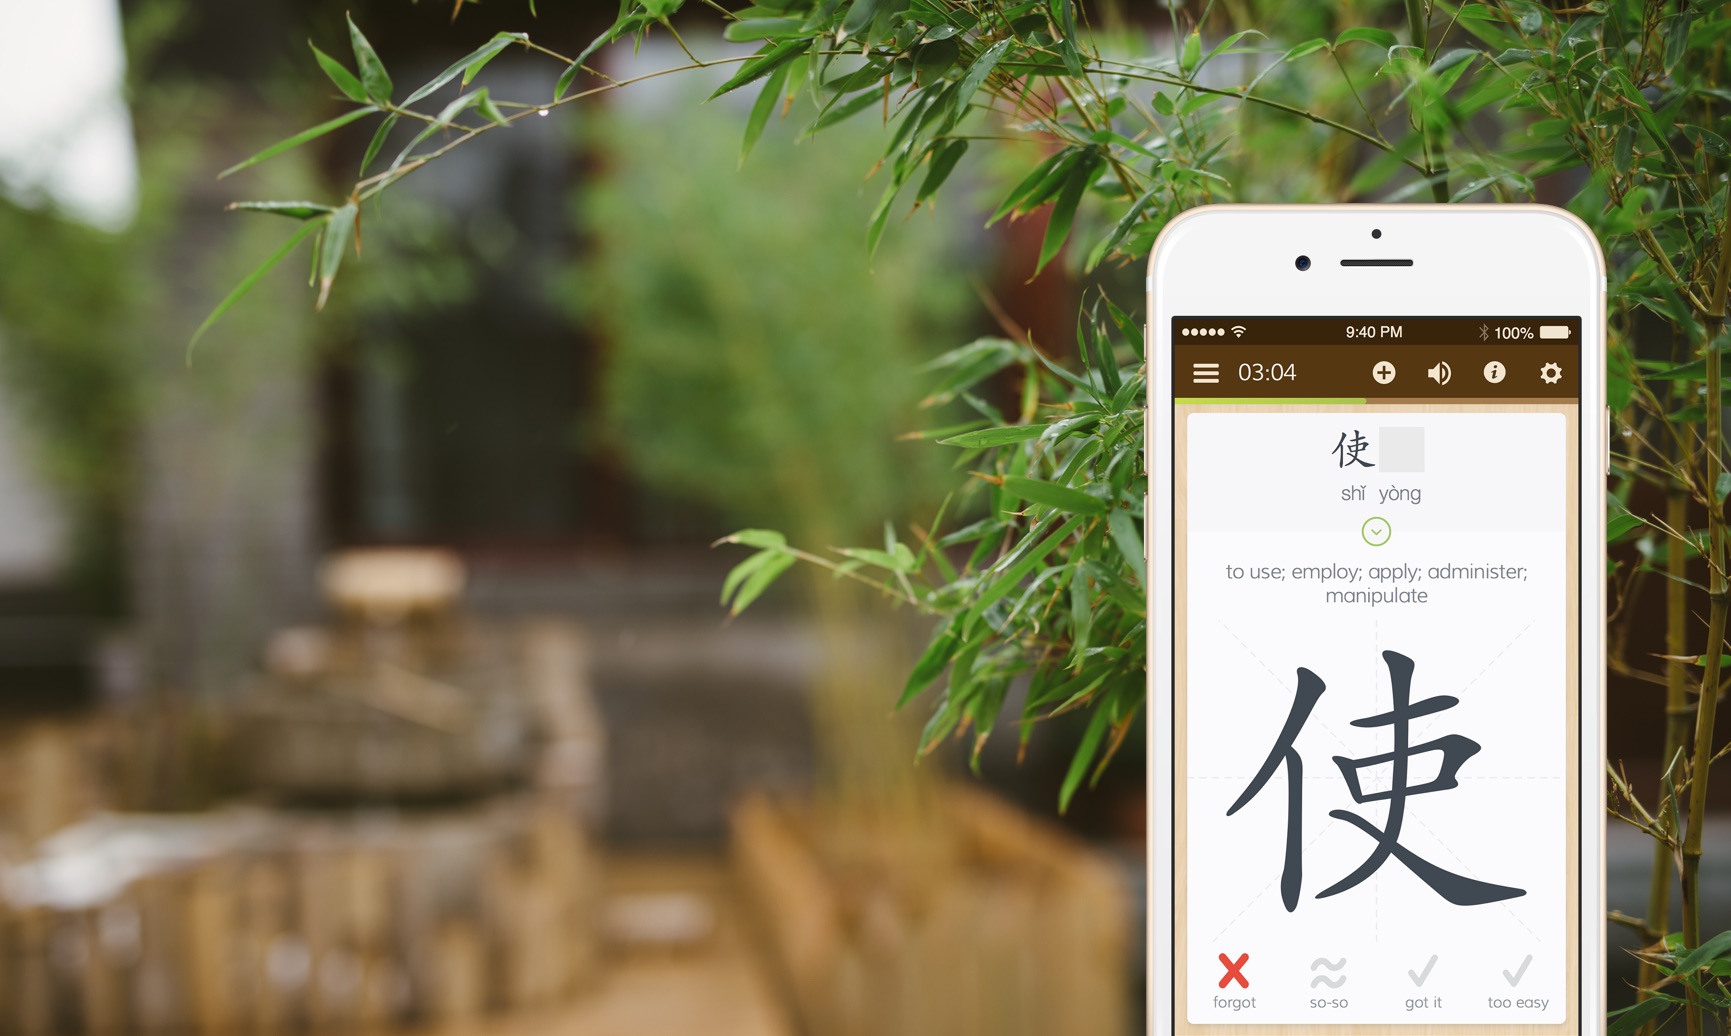 9:40 PM 100%
03:04
使
shǐ yòng
to use; employ; apply; administer;
manipulate
使
forgot so-so got it too easy